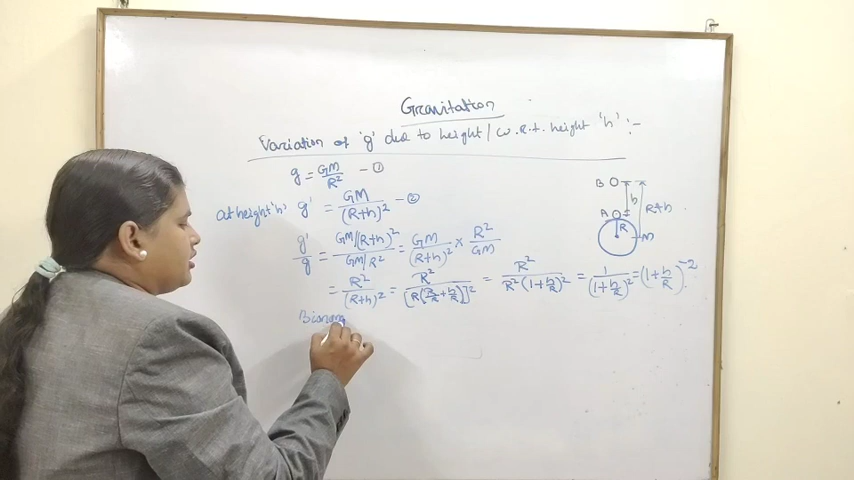 Gravitation
Variation of 'g' due to height / w.r.t. height 'h' :-
g = GM/R² - ①
at height 'h' g' = GM/(R+h)² - ②
g'/g = GM/(R+h)² / GM/R² = GM/(R+h)² × R²/GM
= R²/(R+h)² = R²/[R(R/R + h/R)]² = R²/R²(1+h/R)² = 1/(1+h/R)² = (1+h/R)⁻²
B
h
R+h
A
R
M